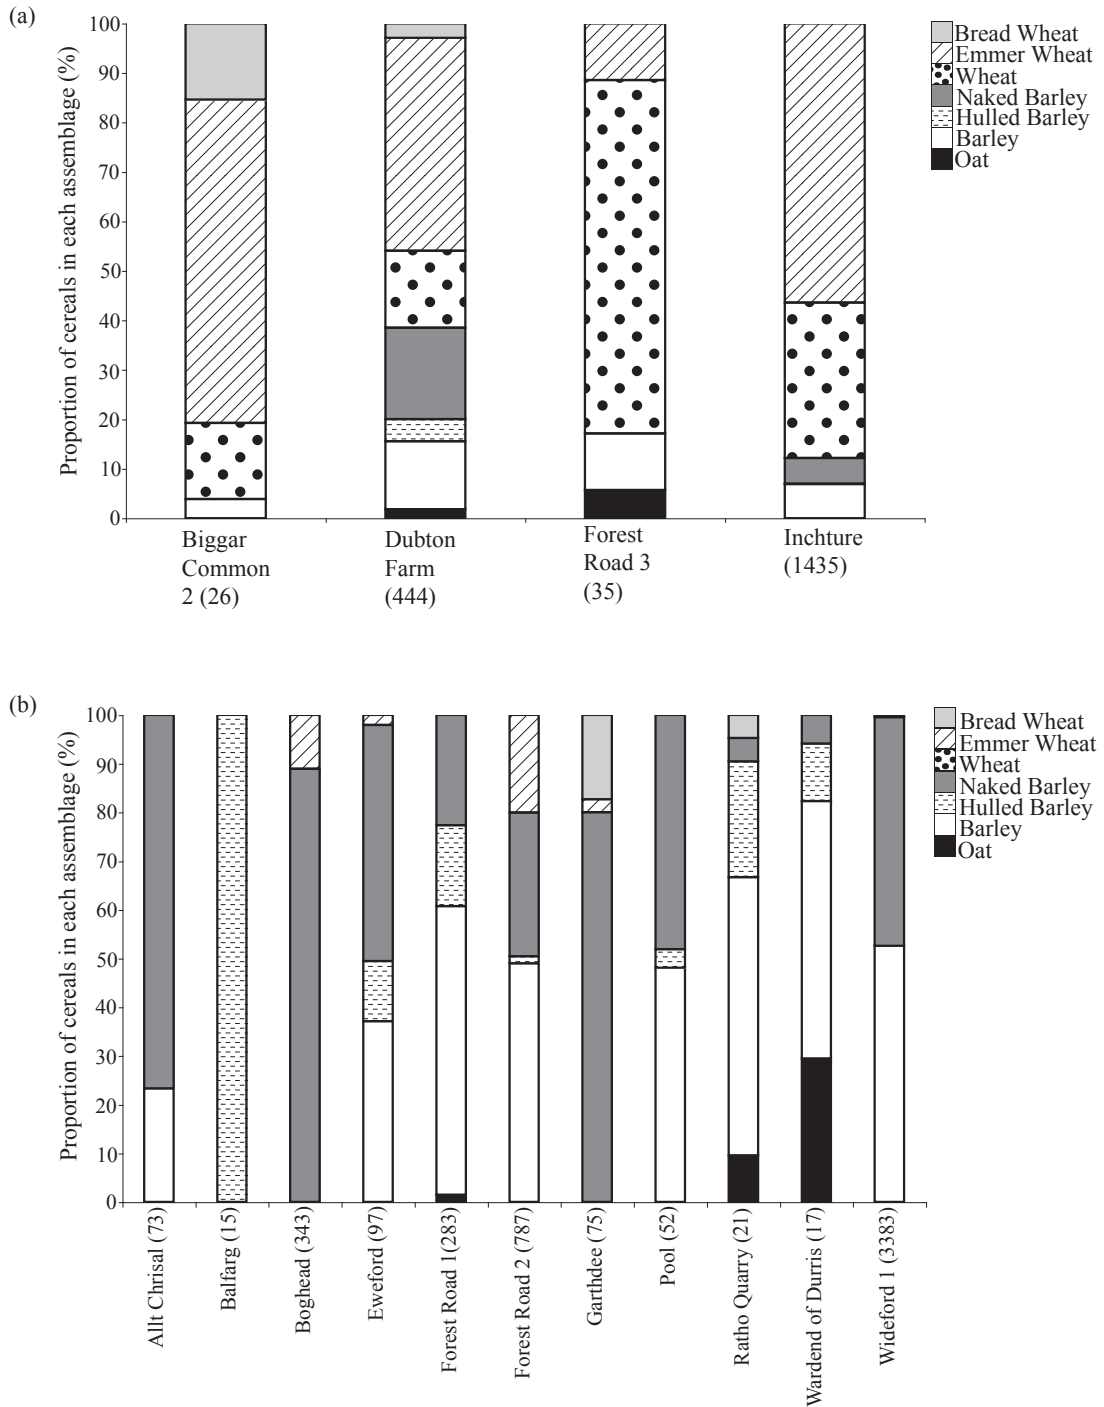 (a)
Proportion of cereals in each assemblage (%)
100
90
80
70
60
50
40
30
20
10
0
Bread Wheat
Emmer Wheat
Wheat
Naked Barley
Hulled Barley
Barley
Oat
Biggar
Common
2 (26)
Dubton
Farm
(444)
Forest
Road 3
(35)
Inchture
(1435)
(b)
Proportion of cereals in each assemblage (%)
100
90
80
70
60
50
40
30
20
10
0
Bread Wheat
Emmer Wheat
Wheat
Naked Barley
Hulled Barley
Barley
Oat
Allt Chrisal (73)
Balfarg (15)
Boghead (343)
Eweford (97)
Forest Road 1(283)
Forest Road 2 (787)
Garthdee (75)
Pool (52)
Ratho Quarry (21)
Wardend of Durris (17)
Wideford 1 (3383)